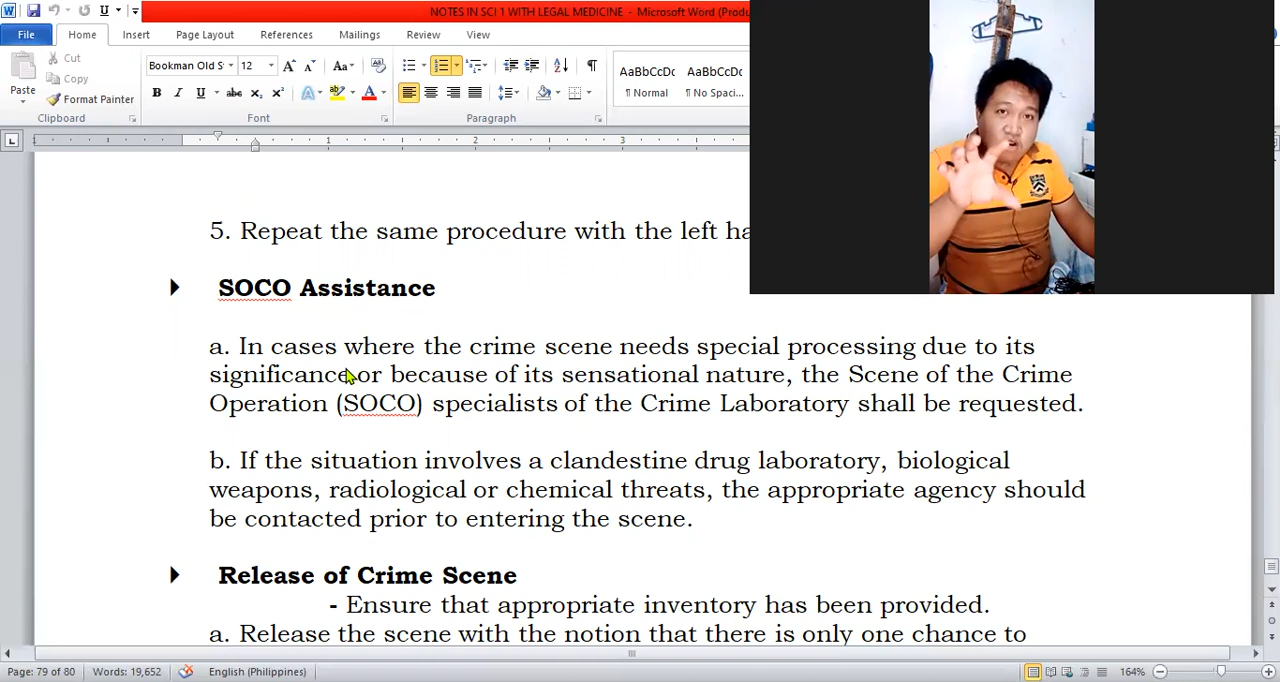 NOTES IN SCI 1 WITH LEGAL MEDICINE - Microsoft Word (Produ
File Home Insert Page Layout References Mailings Review View
Cut
Copy
Paste
Format Painter
Clipboard
Bookman Old S 12
Font
Paragraph
AaBbCcDc AaBbCcDc
¶ Normal ¶ No Spaci...
1 1 2 3
5. Repeat the same procedure with the left ha
SOCO Assistance
a. In cases where the crime scene needs special processing due to its
significance or because of its sensational nature, the Scene of the Crime
Operation (SOCO) specialists of the Crime Laboratory shall be requested.
b. If the situation involves a clandestine drug laboratory, biological
weapons, radiological or chemical threats, the appropriate agency should
be contacted prior to entering the scene.
Release of Crime Scene
- Ensure that appropriate inventory has been provided.
a. Release the scene with the notion that there is only one chance to
Page: 79 of 80 Words: 19,652 English (Philippines) 164%